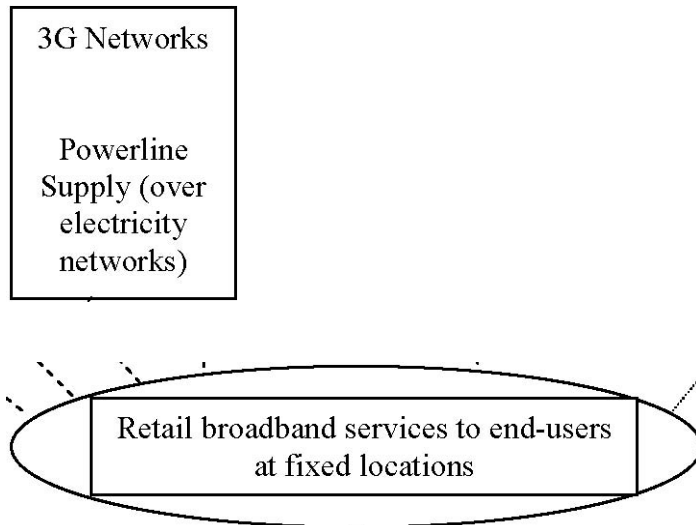 3G Networks
Powerline
Supply (over
electricity
networks)
Retail broadband services to end-users
at fixed locations